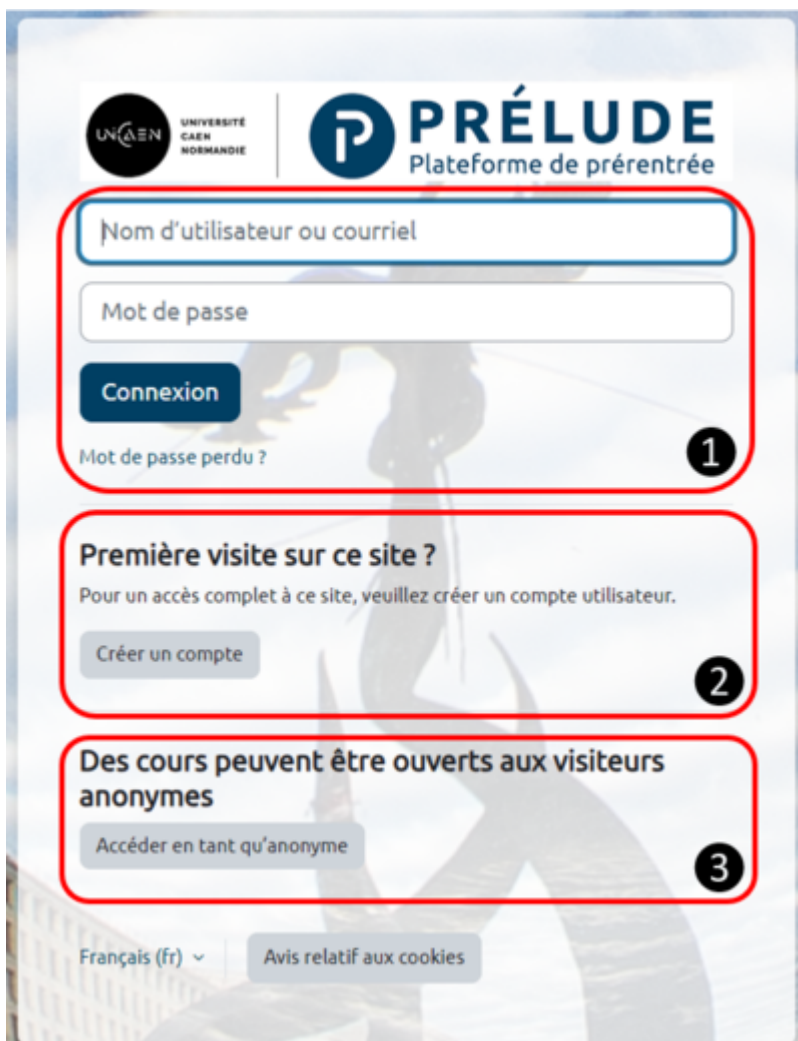 UNICAEN
UNIVERSITÉ
CAEN
NORMANDIE
PRÉLUDE
Plateforme de prérentrée
Nom d'utilisateur ou courriel
Mot de passe
Connexion
Mot de passe perdu ?
1
Première visite sur ce site ?
Pour un accès complet à ce site, veuillez créer un compte utilisateur.
Créer un compte
2
Des cours peuvent être ouverts aux visiteurs
anonymes
Accéder en tant qu'anonyme
3
Français (fr)
Avis relatif aux cookies